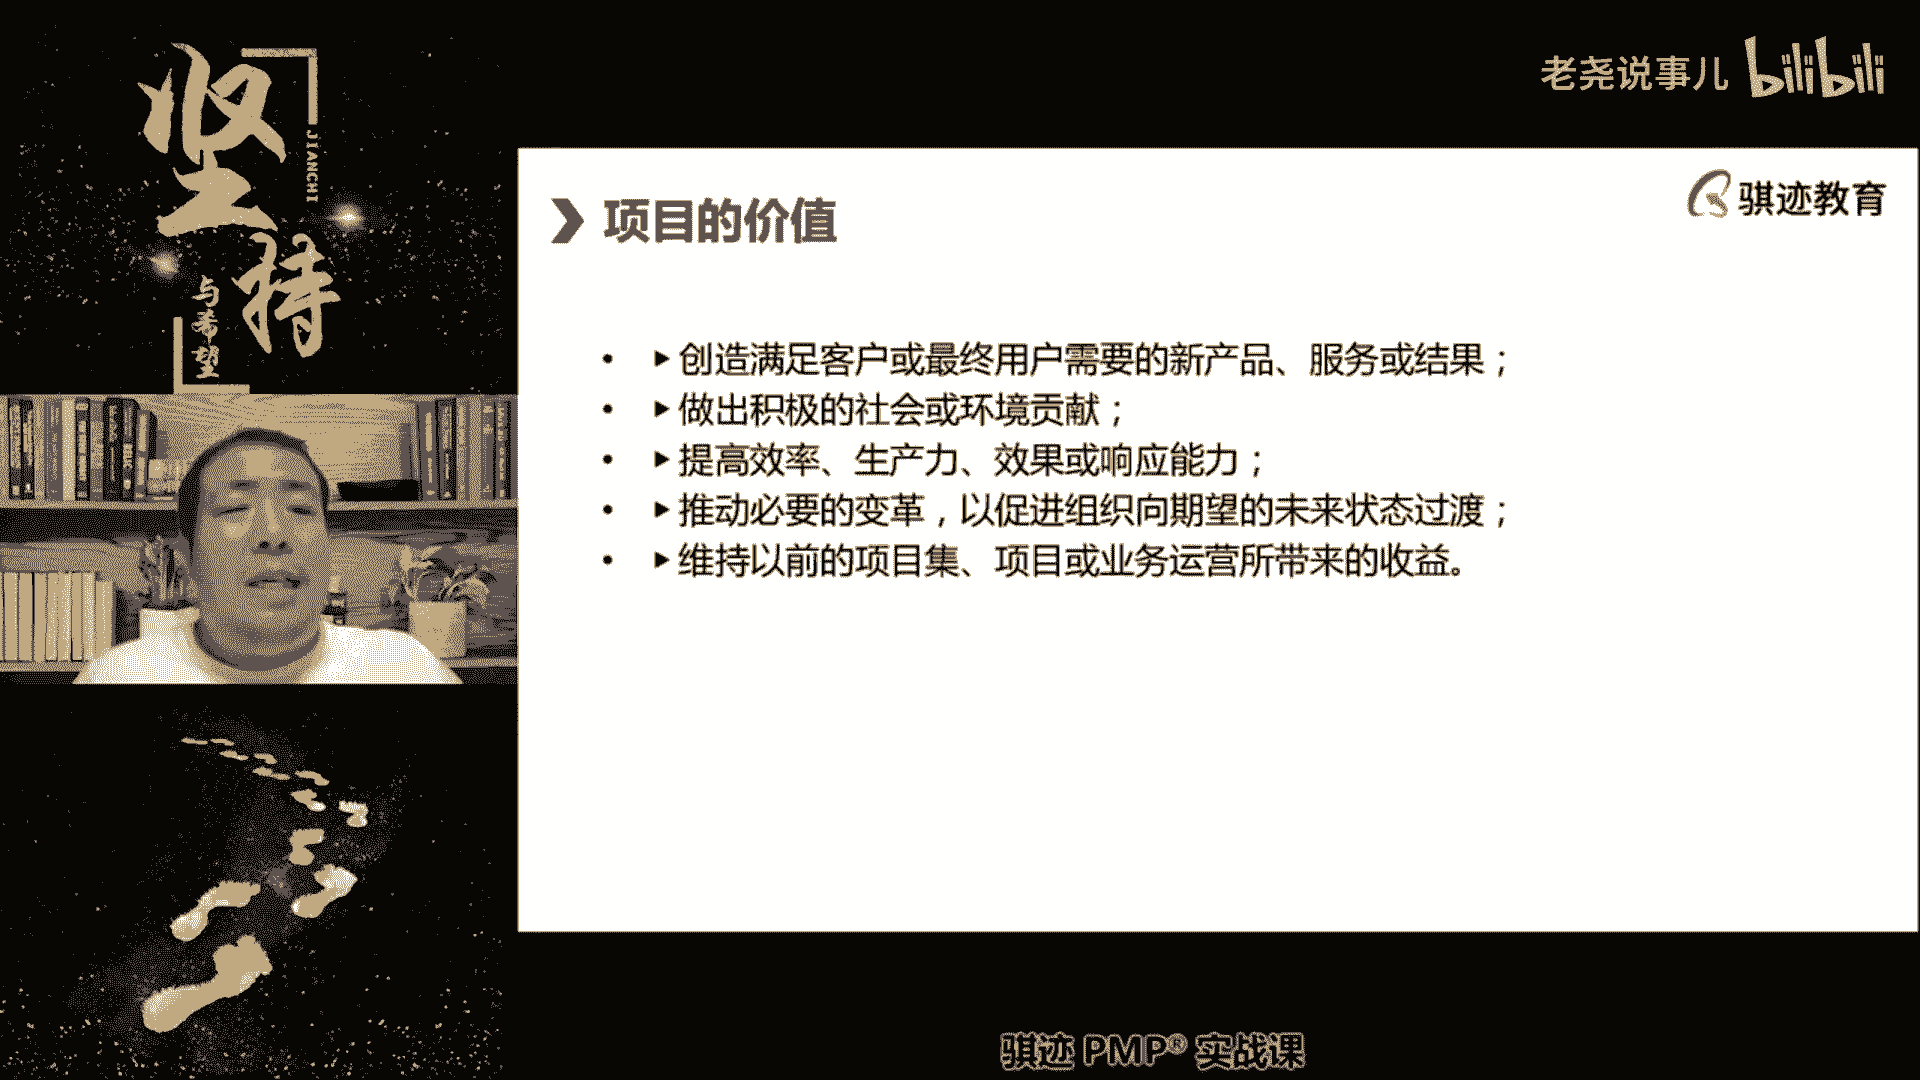 坚持
JIANCHI
与希望
老尧说事儿 bilibili
骐迹教育
项目的价值
• ▶创造满足客户或最终用户需要的新产品、服务或结果；
• ▶做出积极的社会或环境贡献；
• ▶提高效率、生产力、效果或响应能力；
• ▶推动必要的变革，以促进组织向期望的未来状态过渡；
• ▶维持以前的项目集、项目或业务运营所带来的收益。
骐迹 PMP® 实战课